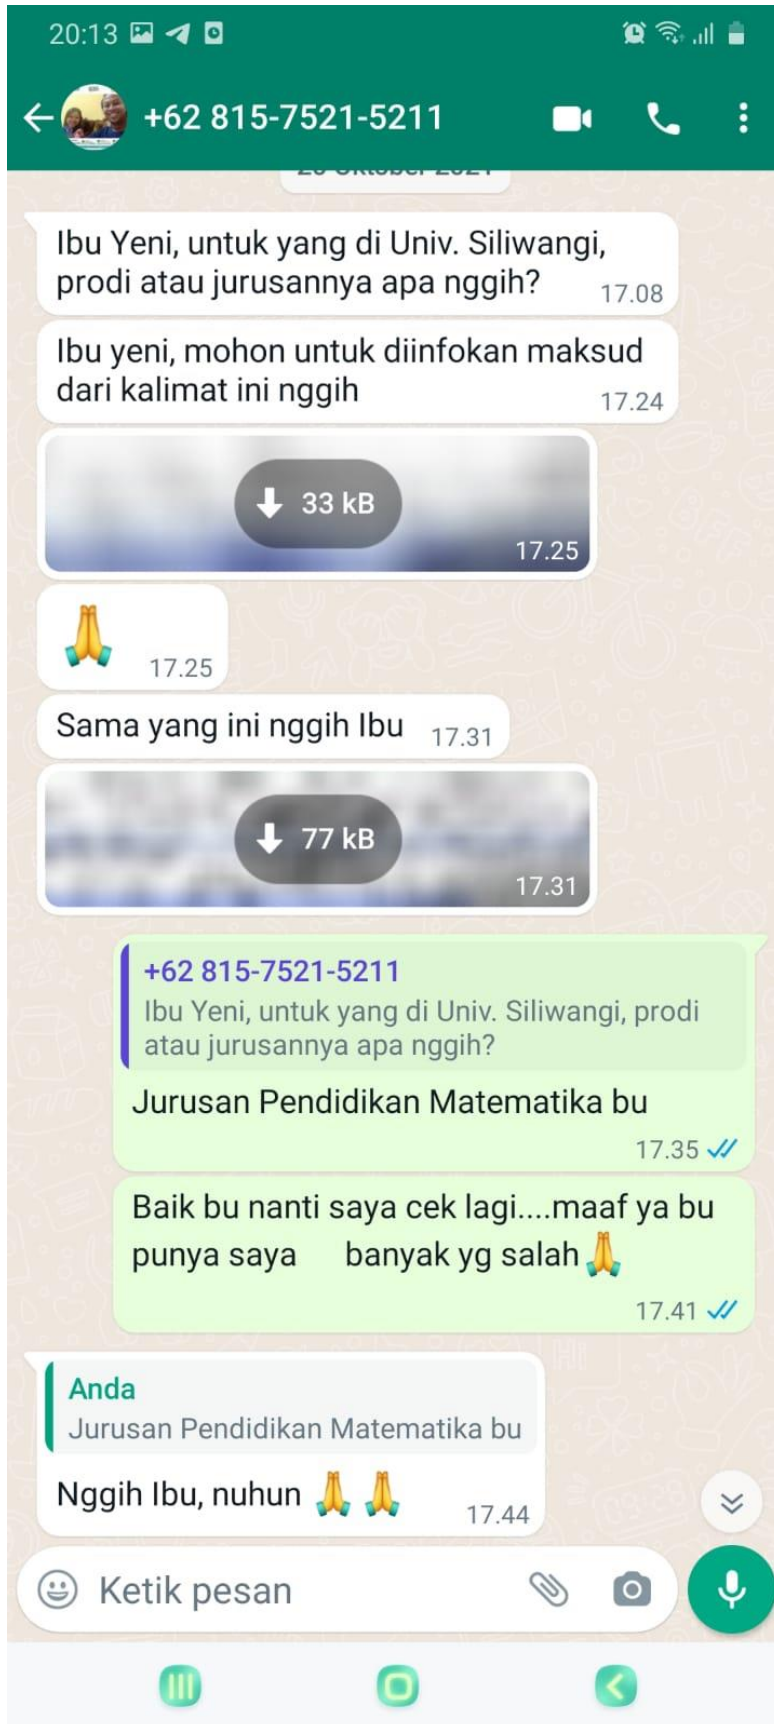 20:13
+62 815-7521-5211
Ibu Yeni, untuk yang di Univ. Siliwangi,
prodi atau jurusannya apa nggih?
17.08
Ibu yeni, mohon untuk diinfokan maksud
dari kalimat ini nggih
17.24
33 kB
17.25
17.25
Sama yang ini nggih Ibu
17.31
77 kB
17.31
+62 815-7521-5211
Ibu Yeni, untuk yang di Univ. Siliwangi, prodi
atau jurusannya apa nggih?
Jurusan Pendidikan Matematika bu
17.35
Baik bu nanti saya cek lagi....maaf ya bu
punya saya banyak yg salah🙏
17.41
Anda
Jurusan Pendidikan Matematika bu
Nggih Ibu, nuhun 🙏 🙏
17.44
Ketik pesan